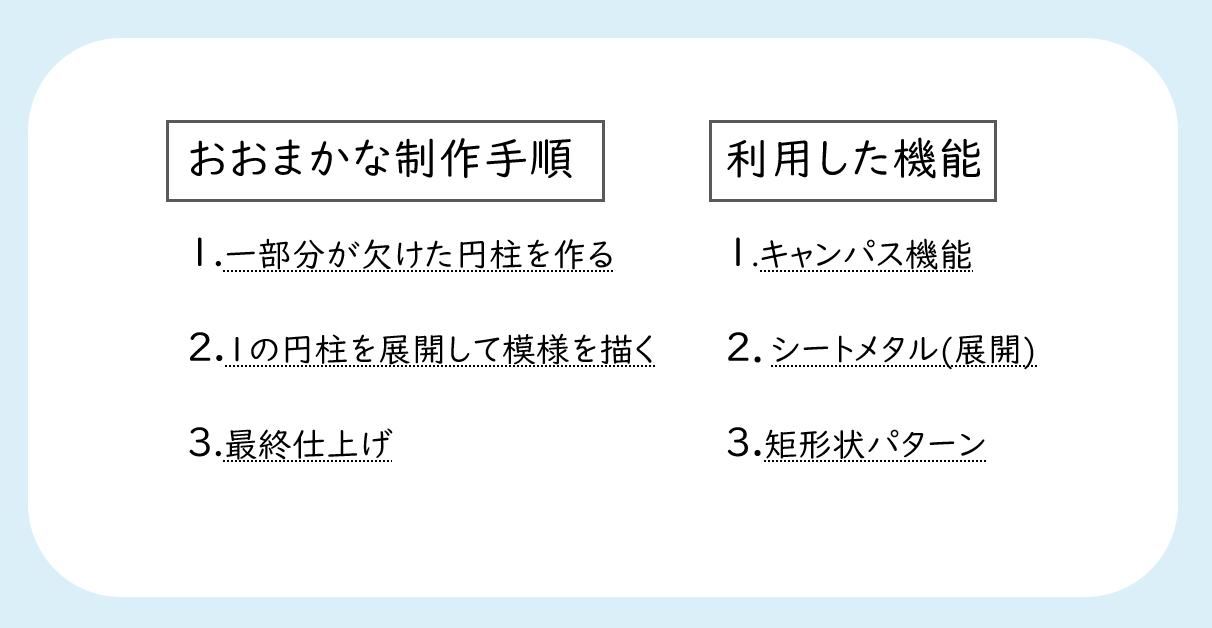 おおまかな制作手順
1.一部分が欠けた円柱を作る
2.1の円柱を展開して模様を描く
3.最終仕上げ
利用した機能
1.キャンパス機能
2.シートメタル(展開)
3.矩形状パターン